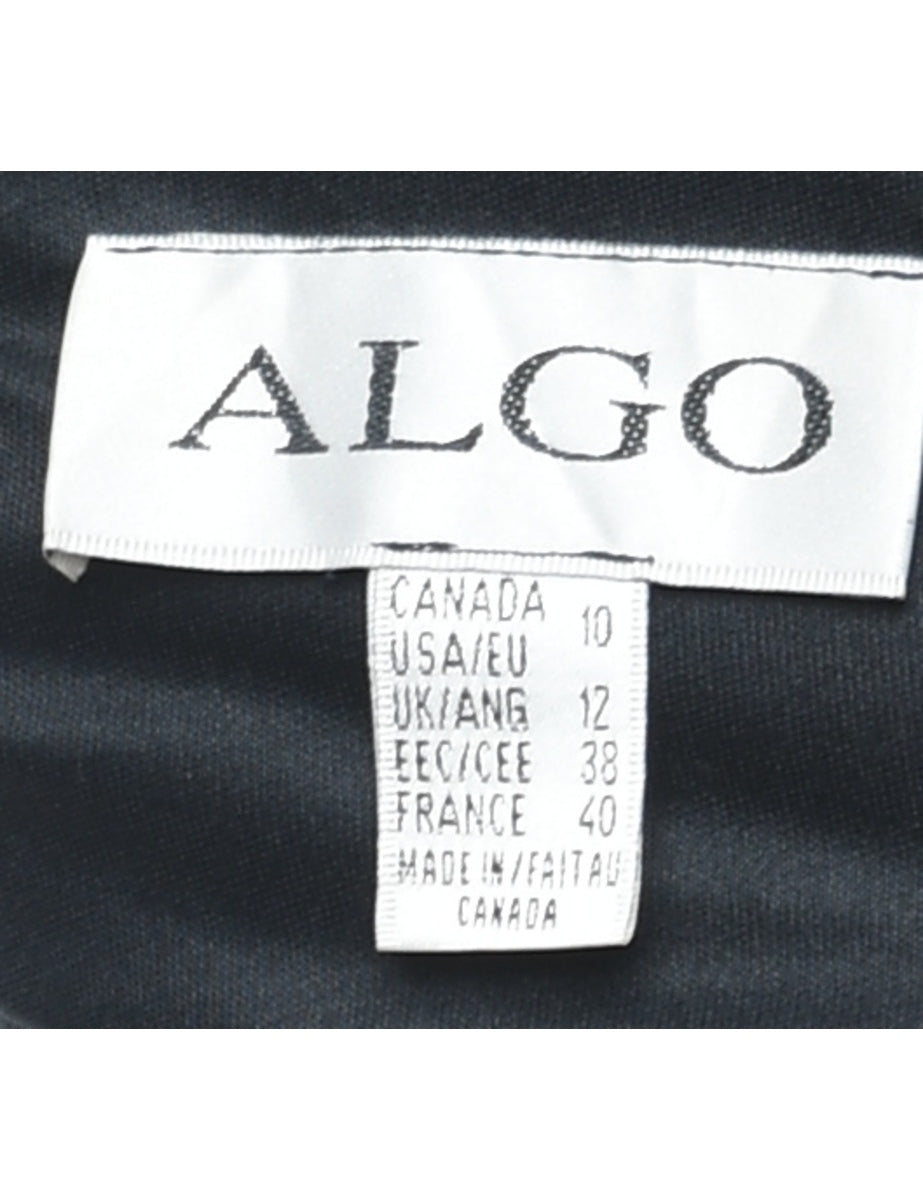 ALGO
CANADA 10
USA/EU
UK/ANG 12
EEC/CEE 38
FRANCE 40
MADE IN/FAIT AU
CANADA